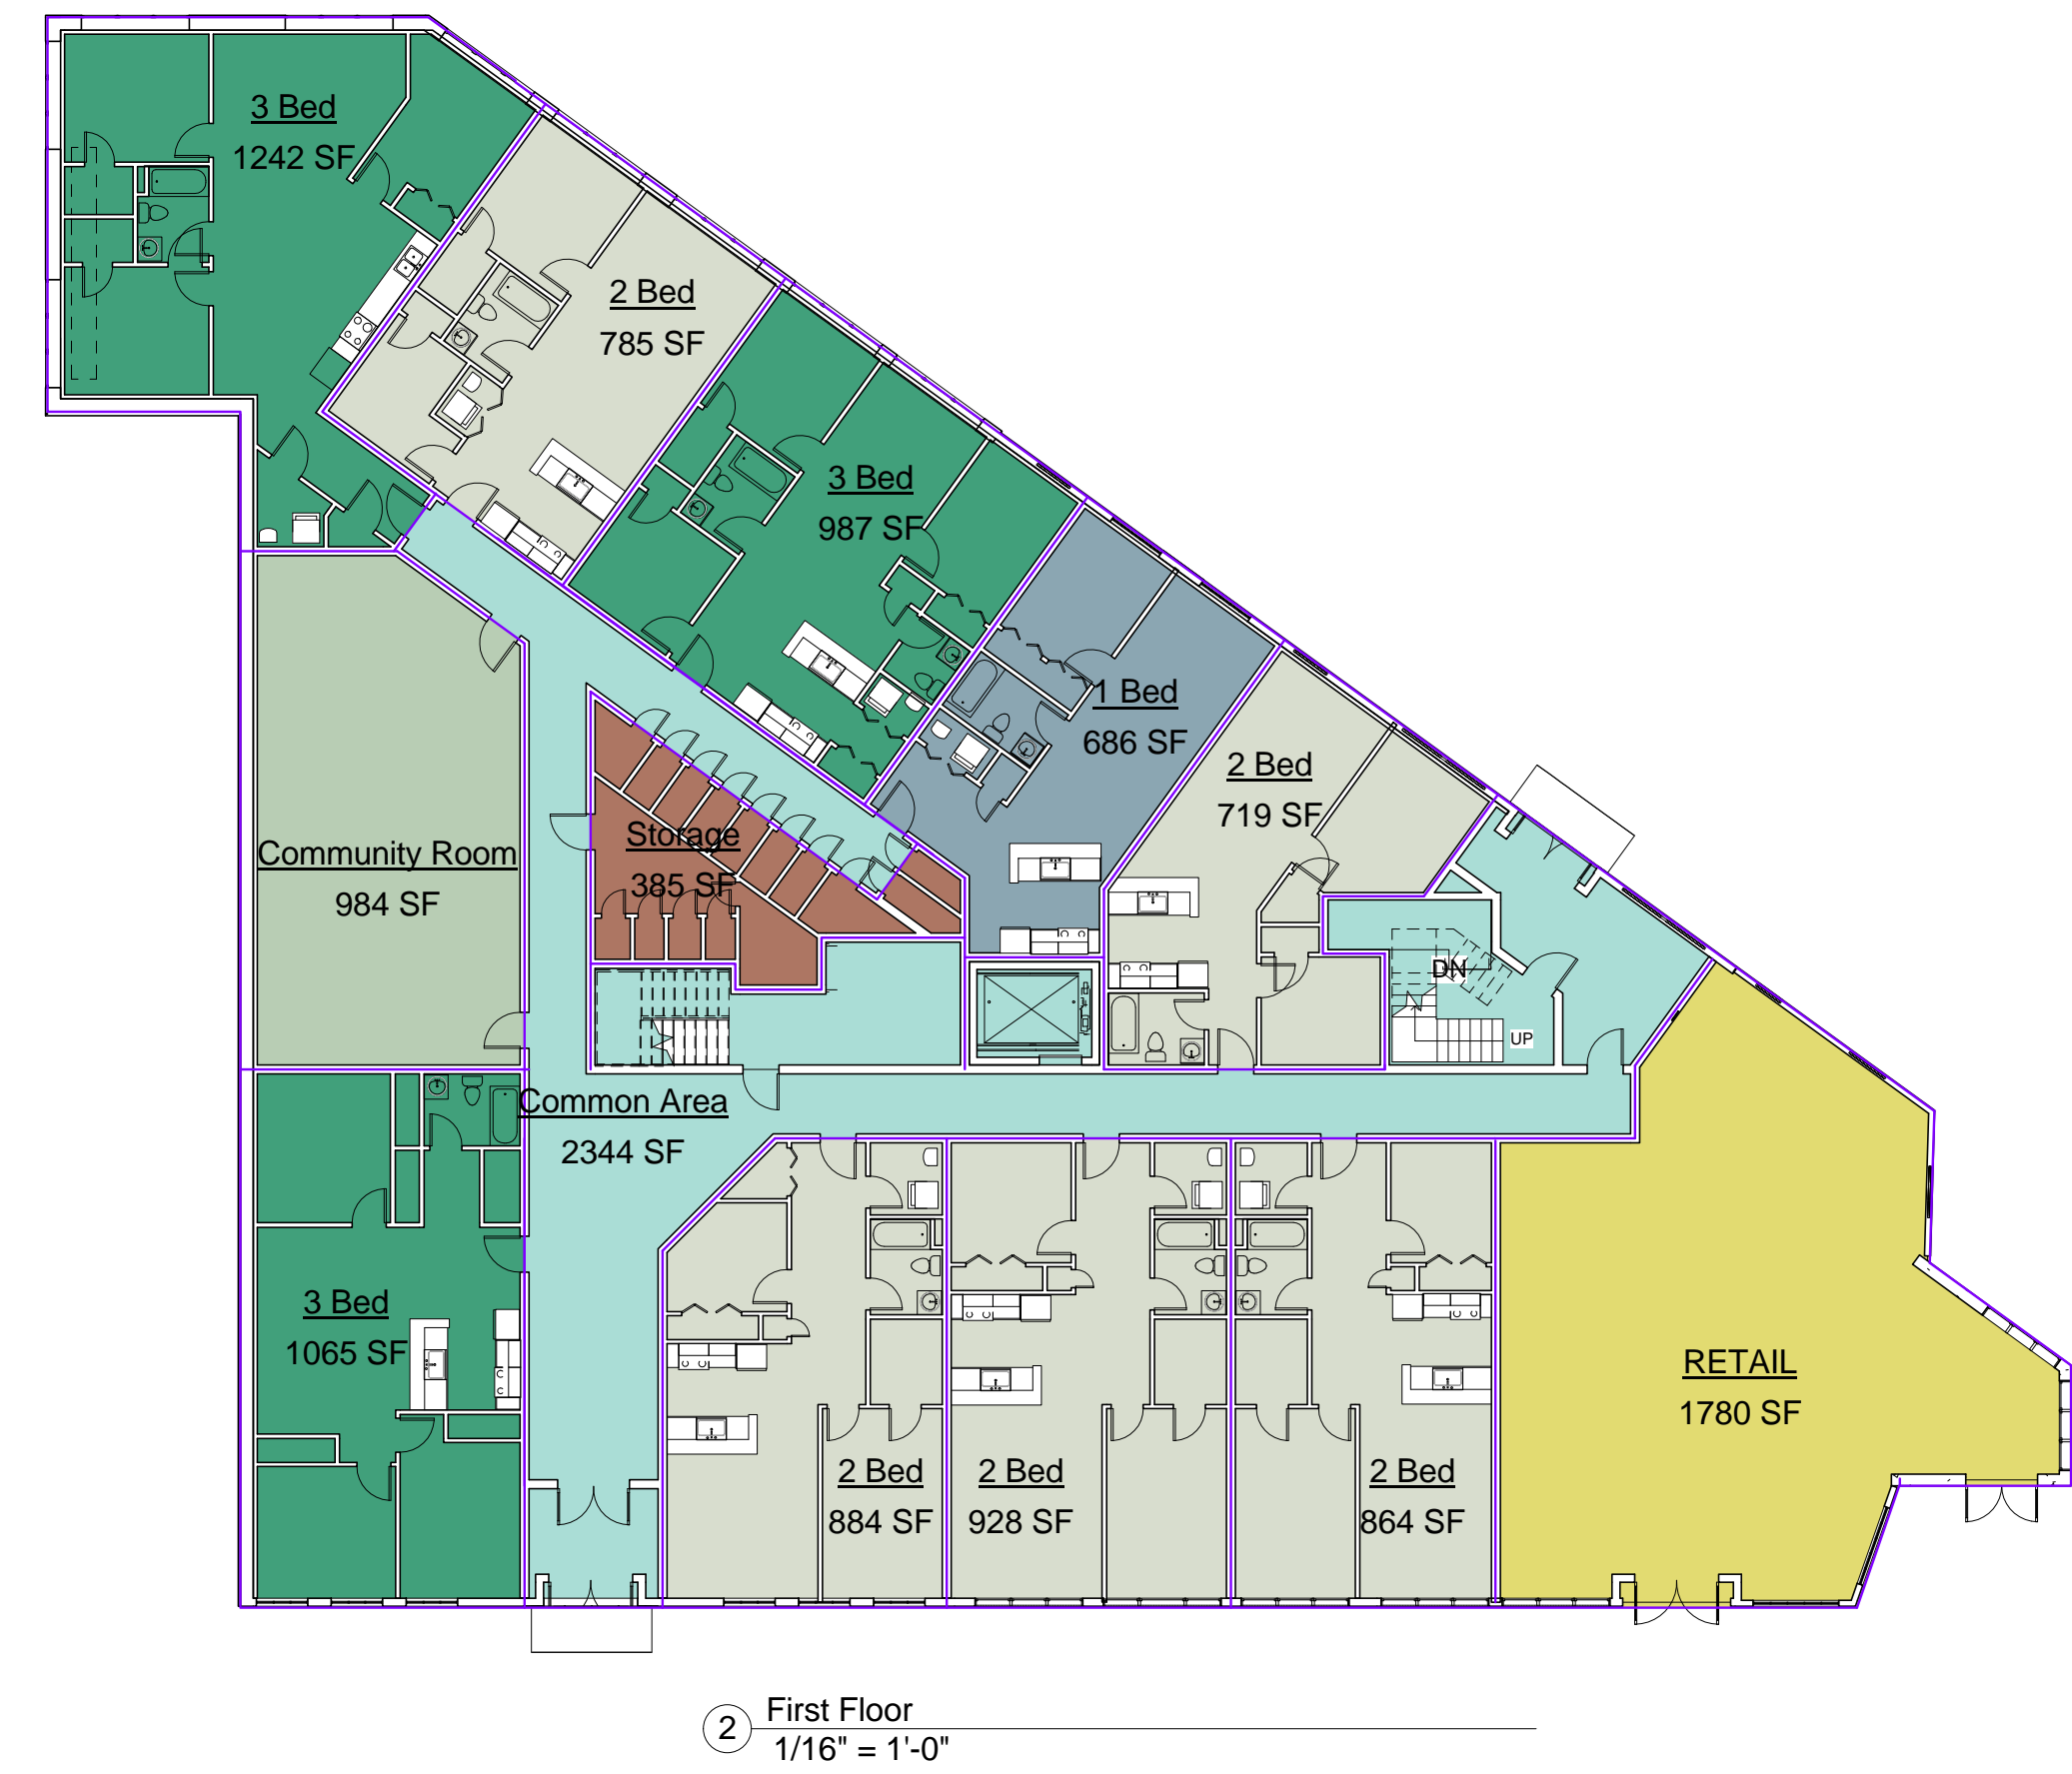 3 Bed
1242 SF
2 Bed
785 SF
3 Bed
987 SF
1 Bed
686 SF
2 Bed
719 SF
Storage
385 SF
Community Room
984 SF
DN
UP
Common Area
2344 SF
3 Bed
1065 SF
RETAIL
1780 SF
2 Bed
884 SF
2 Bed
928 SF
2 Bed
864 SF
2
First Floor
1/16" = 1'-0"